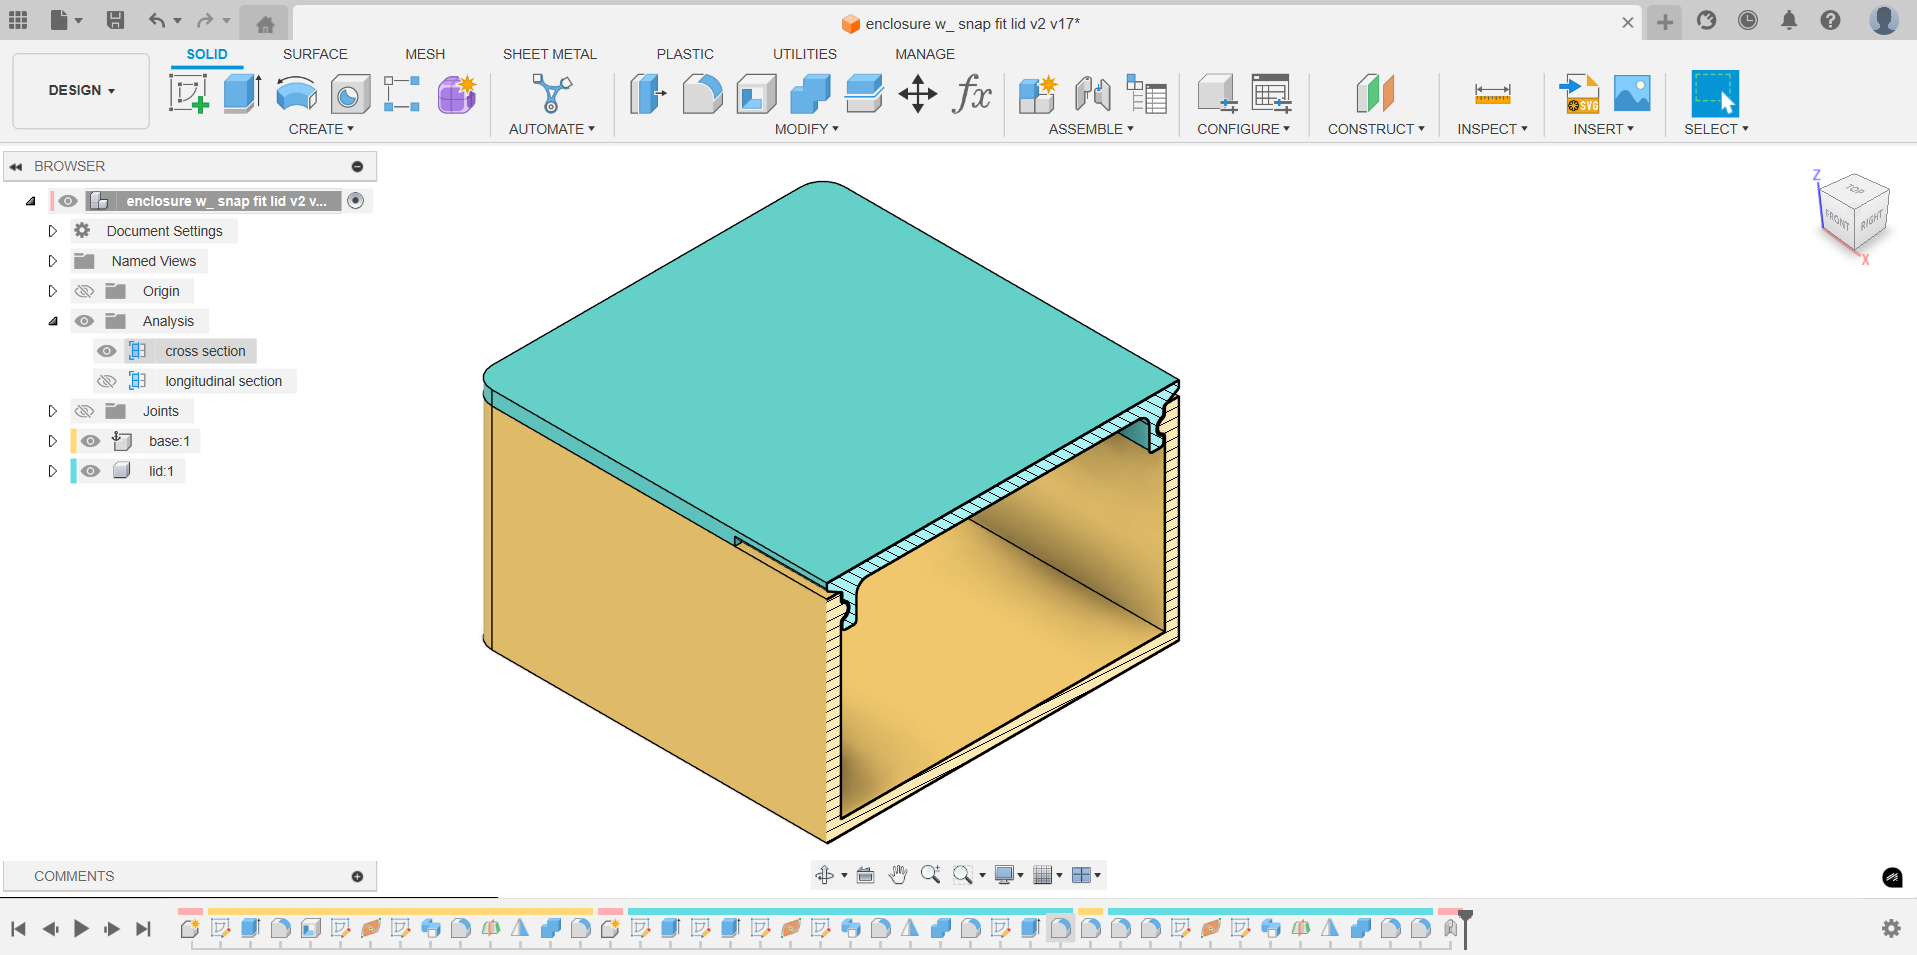 enclosure w_ snap fit lid v2 v17*
DESIGN
SOLID SURFACE MESH SHEET METAL PLASTIC UTILITIES MANAGE
fx
SVG
CREATE AUTOMATE MODIFY ASSEMBLE CONFIGURE CONSTRUCT INSPECT INSERT SELECT
BROWSER
enclosure w_ snap fit lid v2 v...
Document Settings
Named Views
Origin
Analysis
cross section
longitudinal section
Joints
base:1
lid:1
Z
TOP
FRONT RIGHT
X
COMMENTS